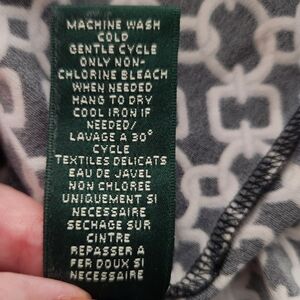 MACHINE WASH
COLD
GENTLE CYCLE
ONLY NON-
CHLORINE BLEACH
WHEN NEEDED
HANG TO DRY
COOL IRON IF
NEEDED/
LAVAGE A 30°
CYCLE
TEXTILES DELICATS
EAU DE JAVEL
NON CHLOREE
UNIQUEMENT SI
NECESSAIRE
SECHAGE SUR
CINTRE
REPASSER A
FER DOUX SI
NECESSAIRE